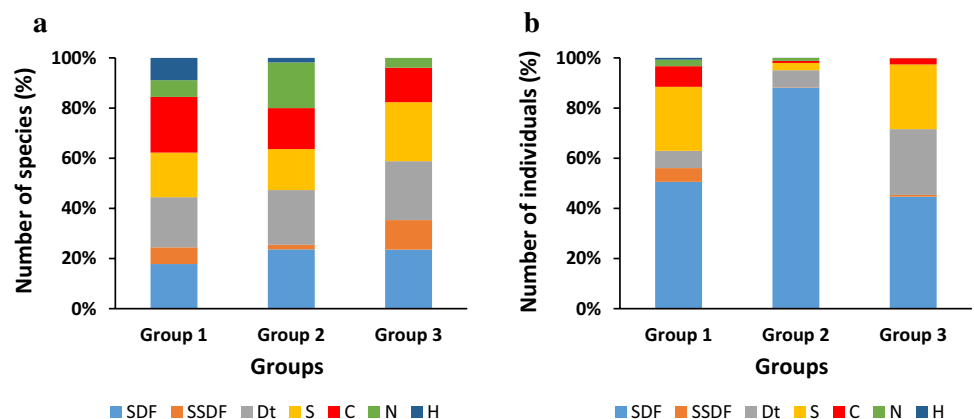 a
Number of species (%)
100%
80%
60%
40%
20%
0%
Group 1 Group 2 Group 3
Groups
SDF SSDF Dt S C N H
b
Number of individuals (%)
100%
80%
60%
40%
20%
0%
Group 1 Group 2 Group 3
Groups
SDF SSDF Dt S C N H